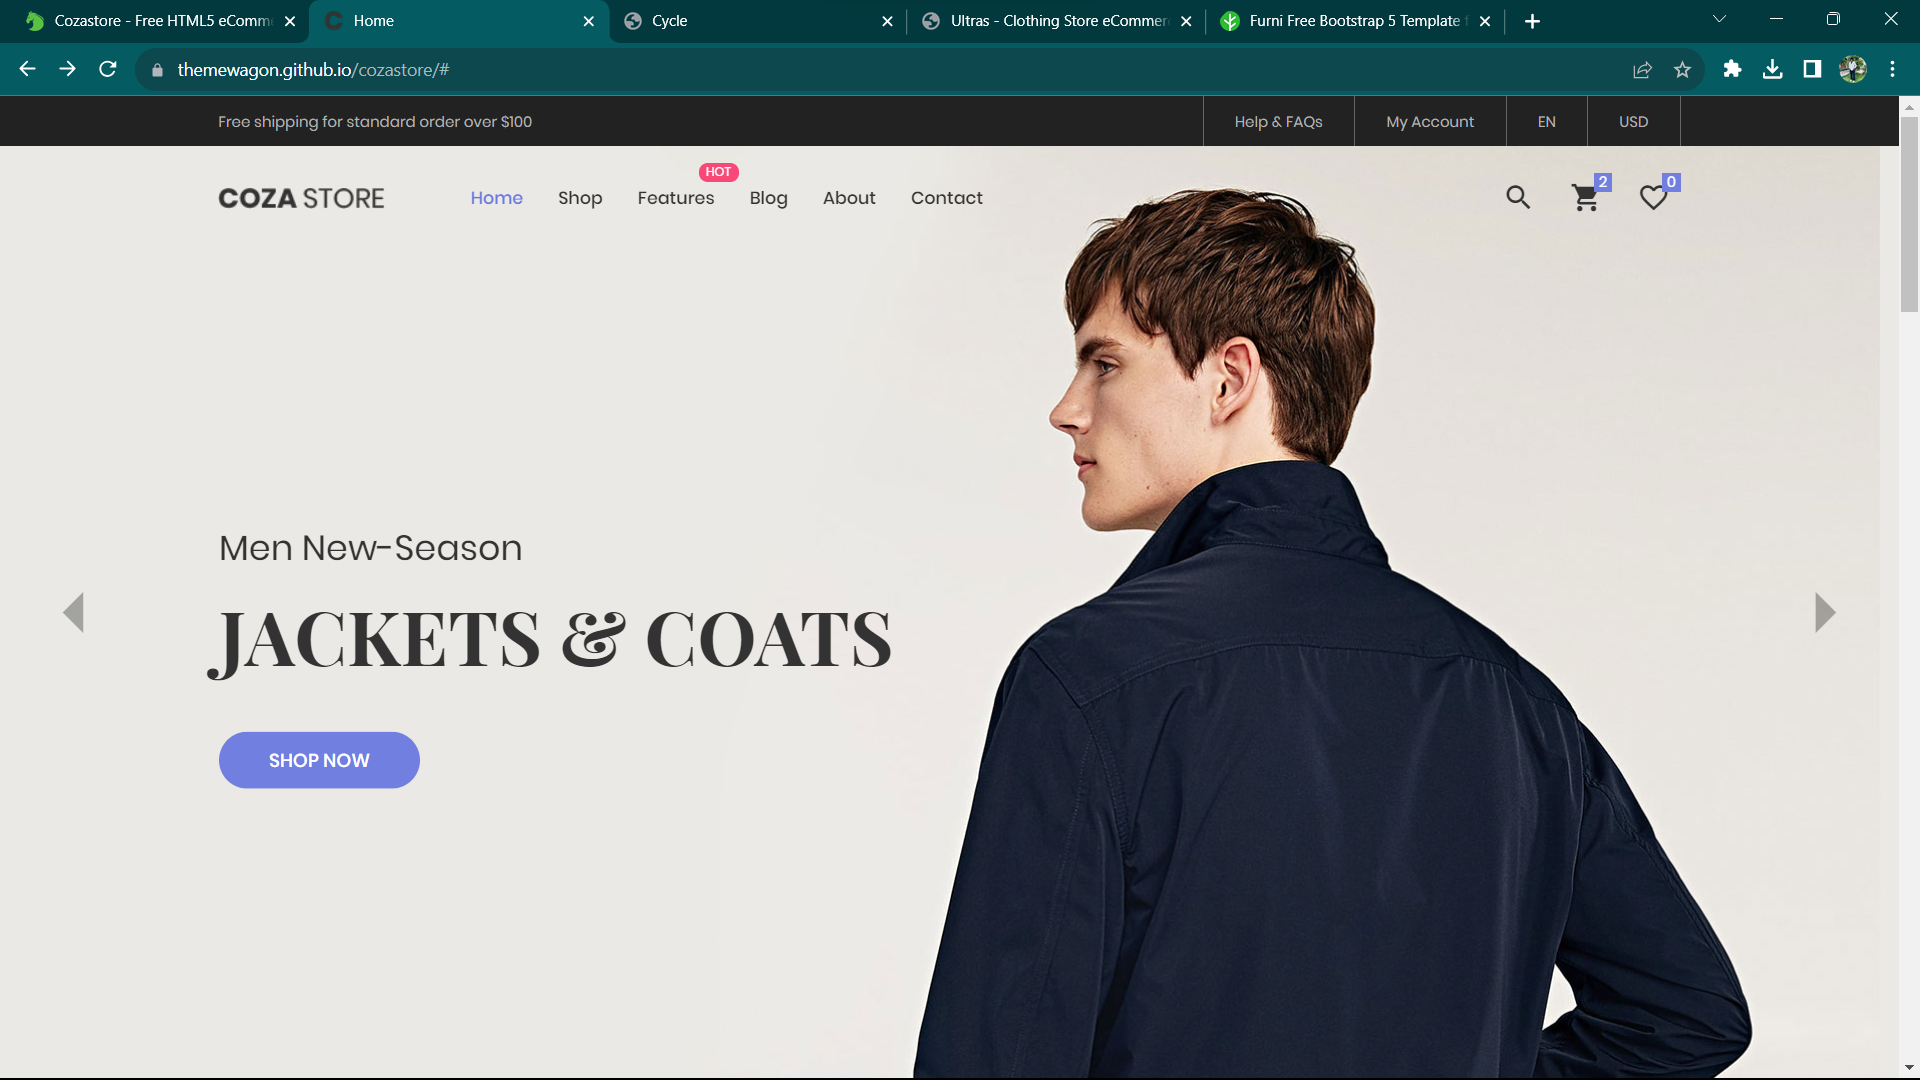 Cozastore - Free HTML5 eComm
Home
Cycle
Ultras - Clothing Store eCommer
Furni Free Bootstrap 5 Template f
themewagon.github.io/cozastore/#
Free shipping for standard order over $100
Help & FAQs
My Account
EN
USD
COZA STORE
Home
Shop
Features
HOT
Blog
About
Contact
2
0
Men New-Season
JACKETS & COATS
SHOP NOW